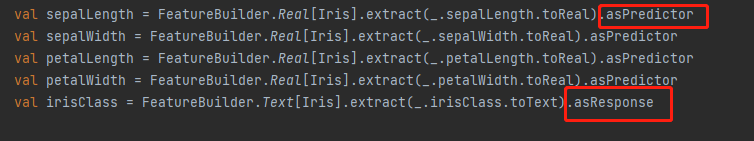 val sepalLength = FeatureBuilder.Real[Iris].extract(_.sepalLength.toReal).asPredictor
val sepalWidth = FeatureBuilder.Real[Iris].extract(_.sepalWidth.toReal).asPredictor
val petalLength = FeatureBuilder.Real[Iris].extract(_.petalLength.toReal).asPredictor
val petalWidth = FeatureBuilder.Real[Iris].extract(_.petalWidth.toReal).asPredictor
val irisClass = FeatureBuilder.Text[Iris].extract(_.irisClass.toText).asResponse